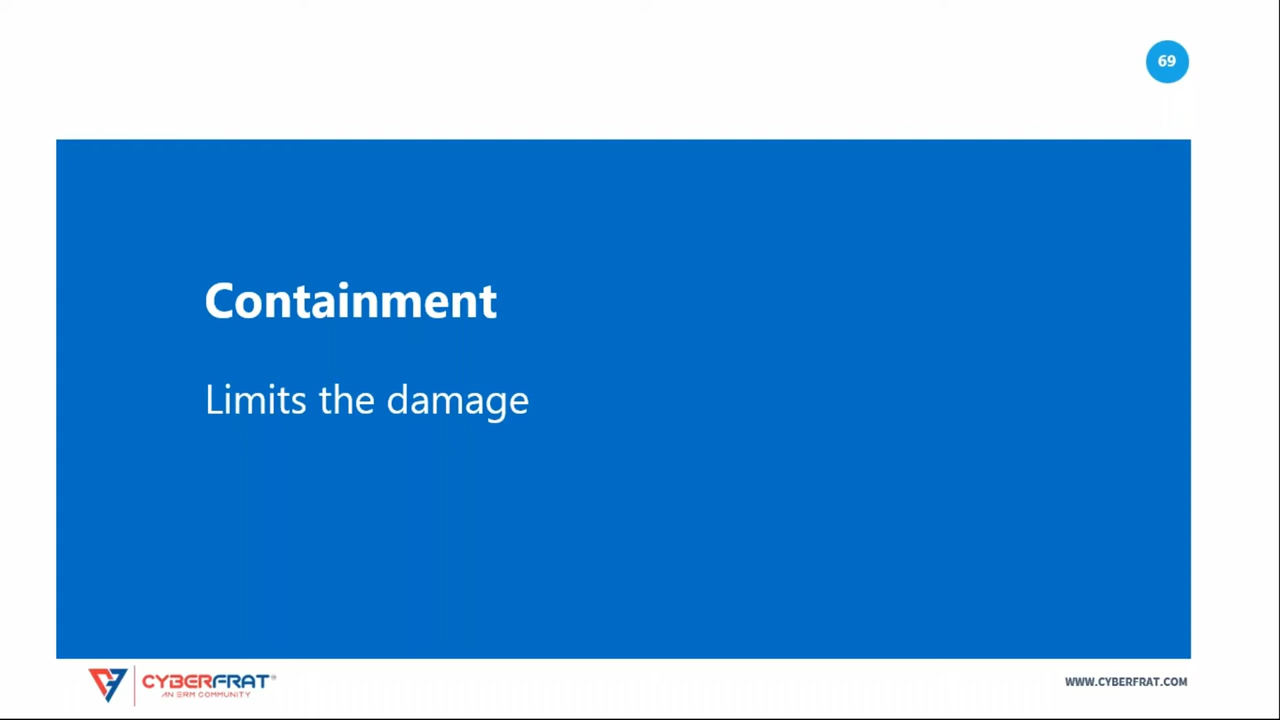 69
Containment
Limits the damage
CYBERFRAT®
AN ERM COMMUNITY
WWW.CYBERFRAT.COM